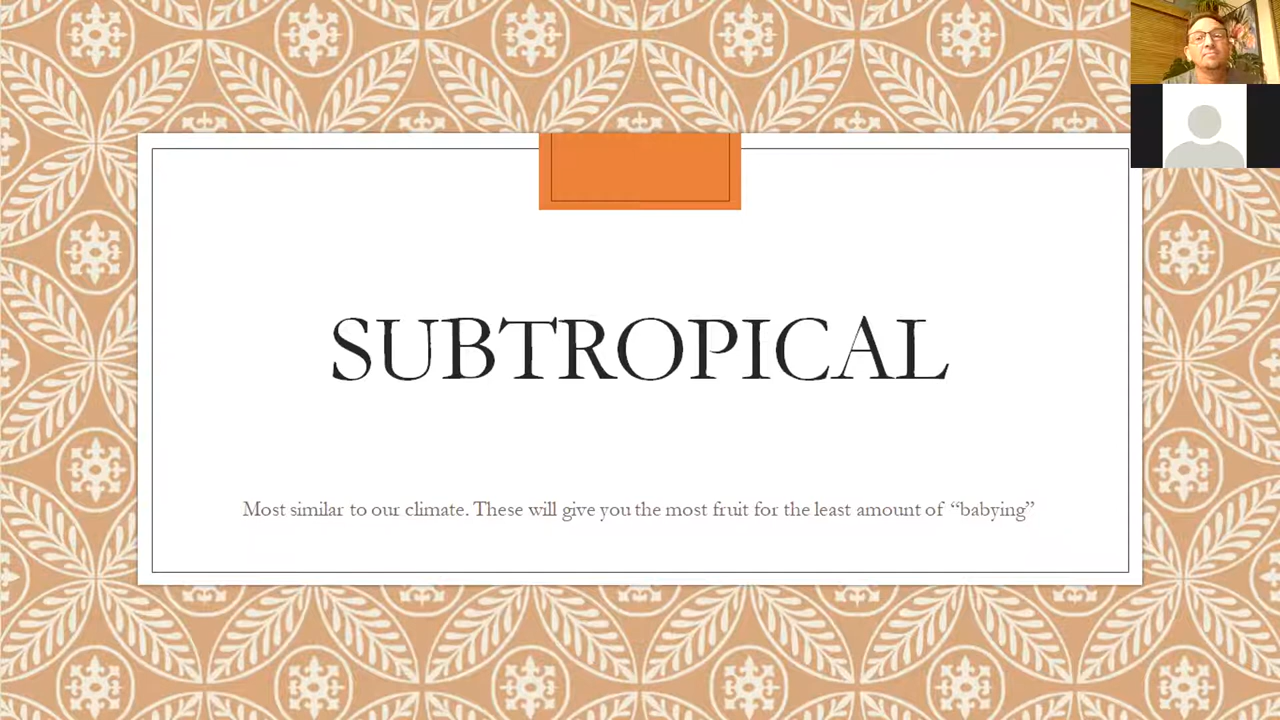 SUBTROPICAL
Most similar to our climate. These will give you the most fruit for the least amount of “babying”